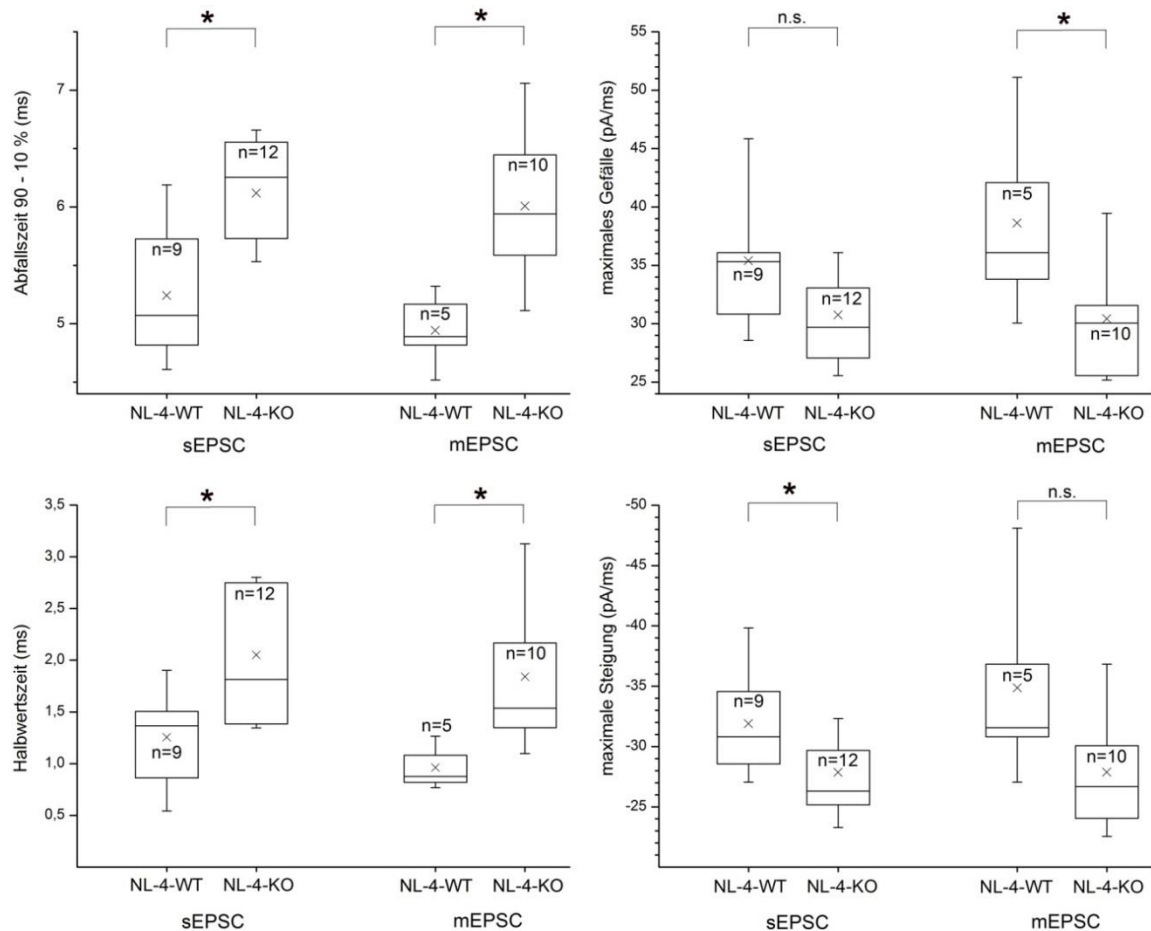 *
*
Abfallszeit 90 - 10 % (ms)
7
6
5
n=9
n=12
n=5
n=10
NL-4-WT NL-4-KO NL-4-WT NL-4-KO
sEPSC mEPSC
n.s.
*
maximales Gefälle (pA/ms)
55
50
45
40
35
30
25
n=9
n=12
n=5
n=10
NL-4-WT NL-4-KO NL-4-WT NL-4-KO
sEPSC mEPSC
*
*
Halbwertszeit (ms)
3,5
3,0
2,5
2,0
1,5
1,0
0,5
n=9
n=12
n=5
n=10
NL-4-WT NL-4-KO NL-4-WT NL-4-KO
sEPSC mEPSC
*
n.s.
maximale Steigung (pA/ms)
-50
-45
-40
-35
-30
-25
n=9
n=12
n=5
n=10
NL-4-WT NL-4-KO NL-4-WT NL-4-KO
sEPSC mEPSC